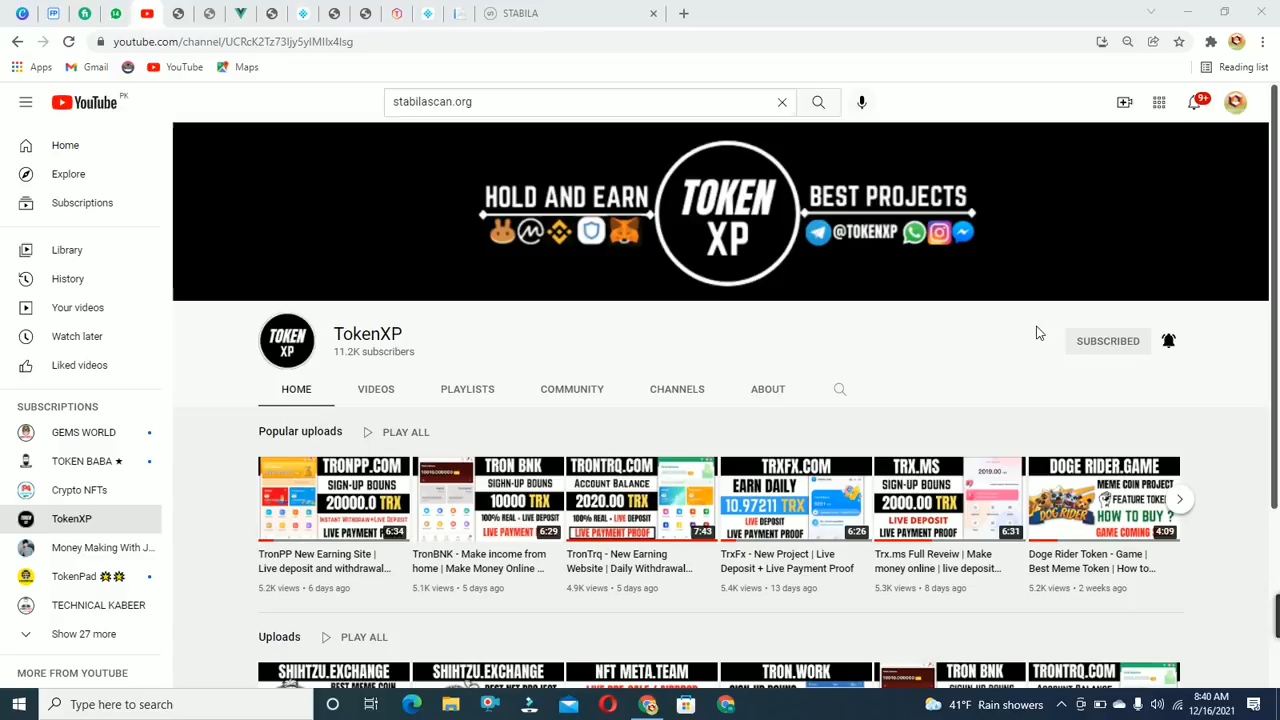 FP
14
STABILA
youtube.com/channel/UCRcK2Tz73Ijy5yIMIIx4Isg
Apps
Gmail
YouTube
Maps
Reading list
YouTube PK
stabilascan.org
9+
Home
Explore
Subscriptions
Library
History
Your videos
Watch later
Liked videos
SUBSCRIPTIONS
GEMS WORLD
TOKEN BABA ★
Crypto NFTs
TokenXP
Money Making With J...
TokenPad
TECHNICAL KABEER
Show 27 more
MORE FROM YOUTUBE
HOLD AND EARN
TOKEN
XP
BEST PROJECTS
@TOKENXP
TOKEN
XP
TokenXP
11.2K subscribers
SUBSCRIBED
HOME
VIDEOS
PLAYLISTS
COMMUNITY
CHANNELS
ABOUT
Popular uploads
PLAY ALL
TRONPP.COM
SIGN-UP BOUNS
20000.0 TRX
INSTANT WITHDRAW+LIVE
6:34
TronPP New Earning Site |
Live deposit and withdrawal...
5.2K views • 6 days ago
TRON BNK
SIGHN-UP BOUNS
10000 TRX
100% REAL - LIVE DEPOSIT
LIVE PAYMENT
6:29
TronBNK - Make income from
home | Make Money Online ...
5.1K views • 5 days ago
TRONTRQ.COM
ACCOUNT BALANCE
2020.00 TRX
100% REAL - LIVE DEPOSIT
LIVE PAYMENT PROOF
7:43
TronTrq - New Earning
Website | Daily Withdrawal...
4.9K views • 5 days ago
TRXFX.COM
EARN DAILY
10.97211 TRX
LIVE DEPOSIT
LIVE PAYMENT PROOF
6:26
TrxFx - New Project | Live
Deposit + Live Payment Proof
5.4K views • 13 days ago
TRX.MS
2019.00
SIGN-UP BOUNS
2000.00 TRX
LIVE DEPOSIT
LIVE PAYMENT PROOF
6:31
Trx.ms Full Reveiw | Make
money online | live deposit...
5.3K views • 8 days ago
DOGE RIDER.GAME
MEME COIN PROJECT
FEATURE TOKEN
HOW TO BUY ?
GAME COMING
4:09
Doge Rider Token - Game |
Best Meme Token | How to...
5.2K views • 2 weeks ago
Uploads
PLAY ALL
SHIHTZU.EXCHANGE
SHIHTZU.EXCHANGE
NFT META.TEAM
TRON.WORK
TRON BNK
TRONTRQ.COM
Type here to search
41°F Rain showers
8:40 AM
12/16/2021